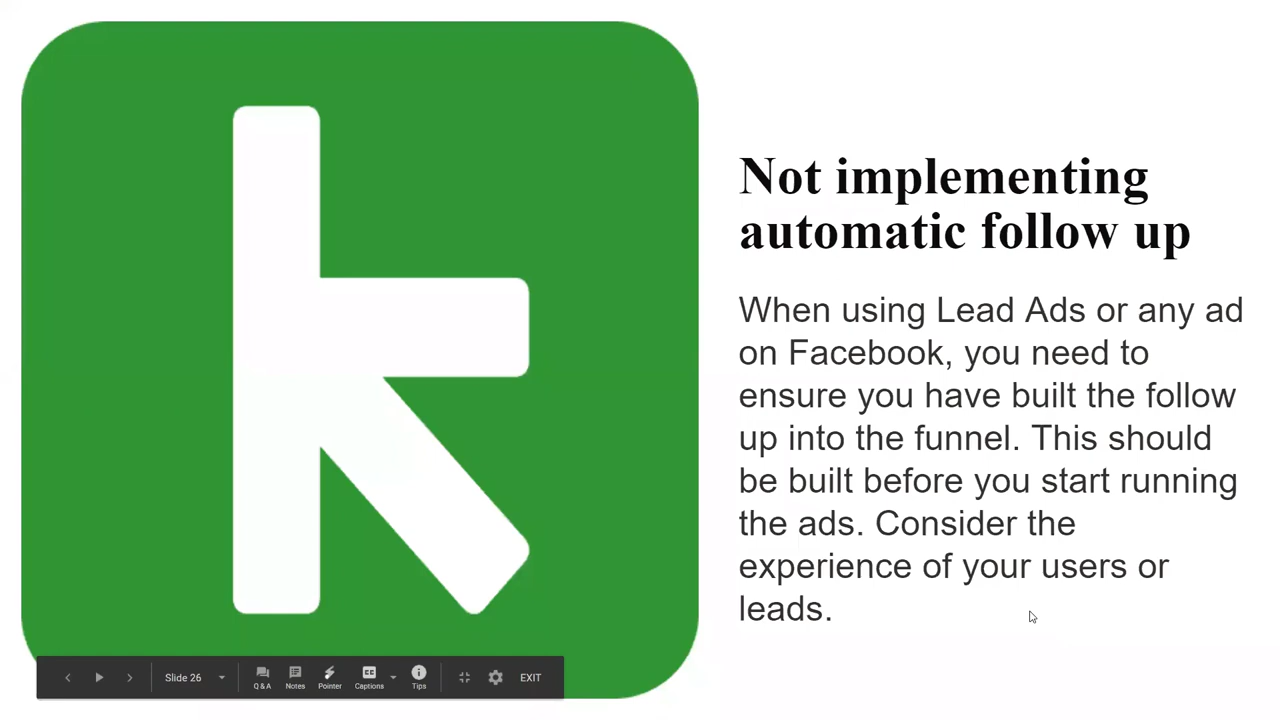 Not implementing
automatic follow up
When using Lead Ads or any ad
on Facebook, you need to
ensure you have built the follow
up into the funnel. This should
be built before you start running
the ads. Consider the
experience of your users or
leads.
Slide 26
Q & A
Notes
Pointer
CC
Captions
Tips
EXIT